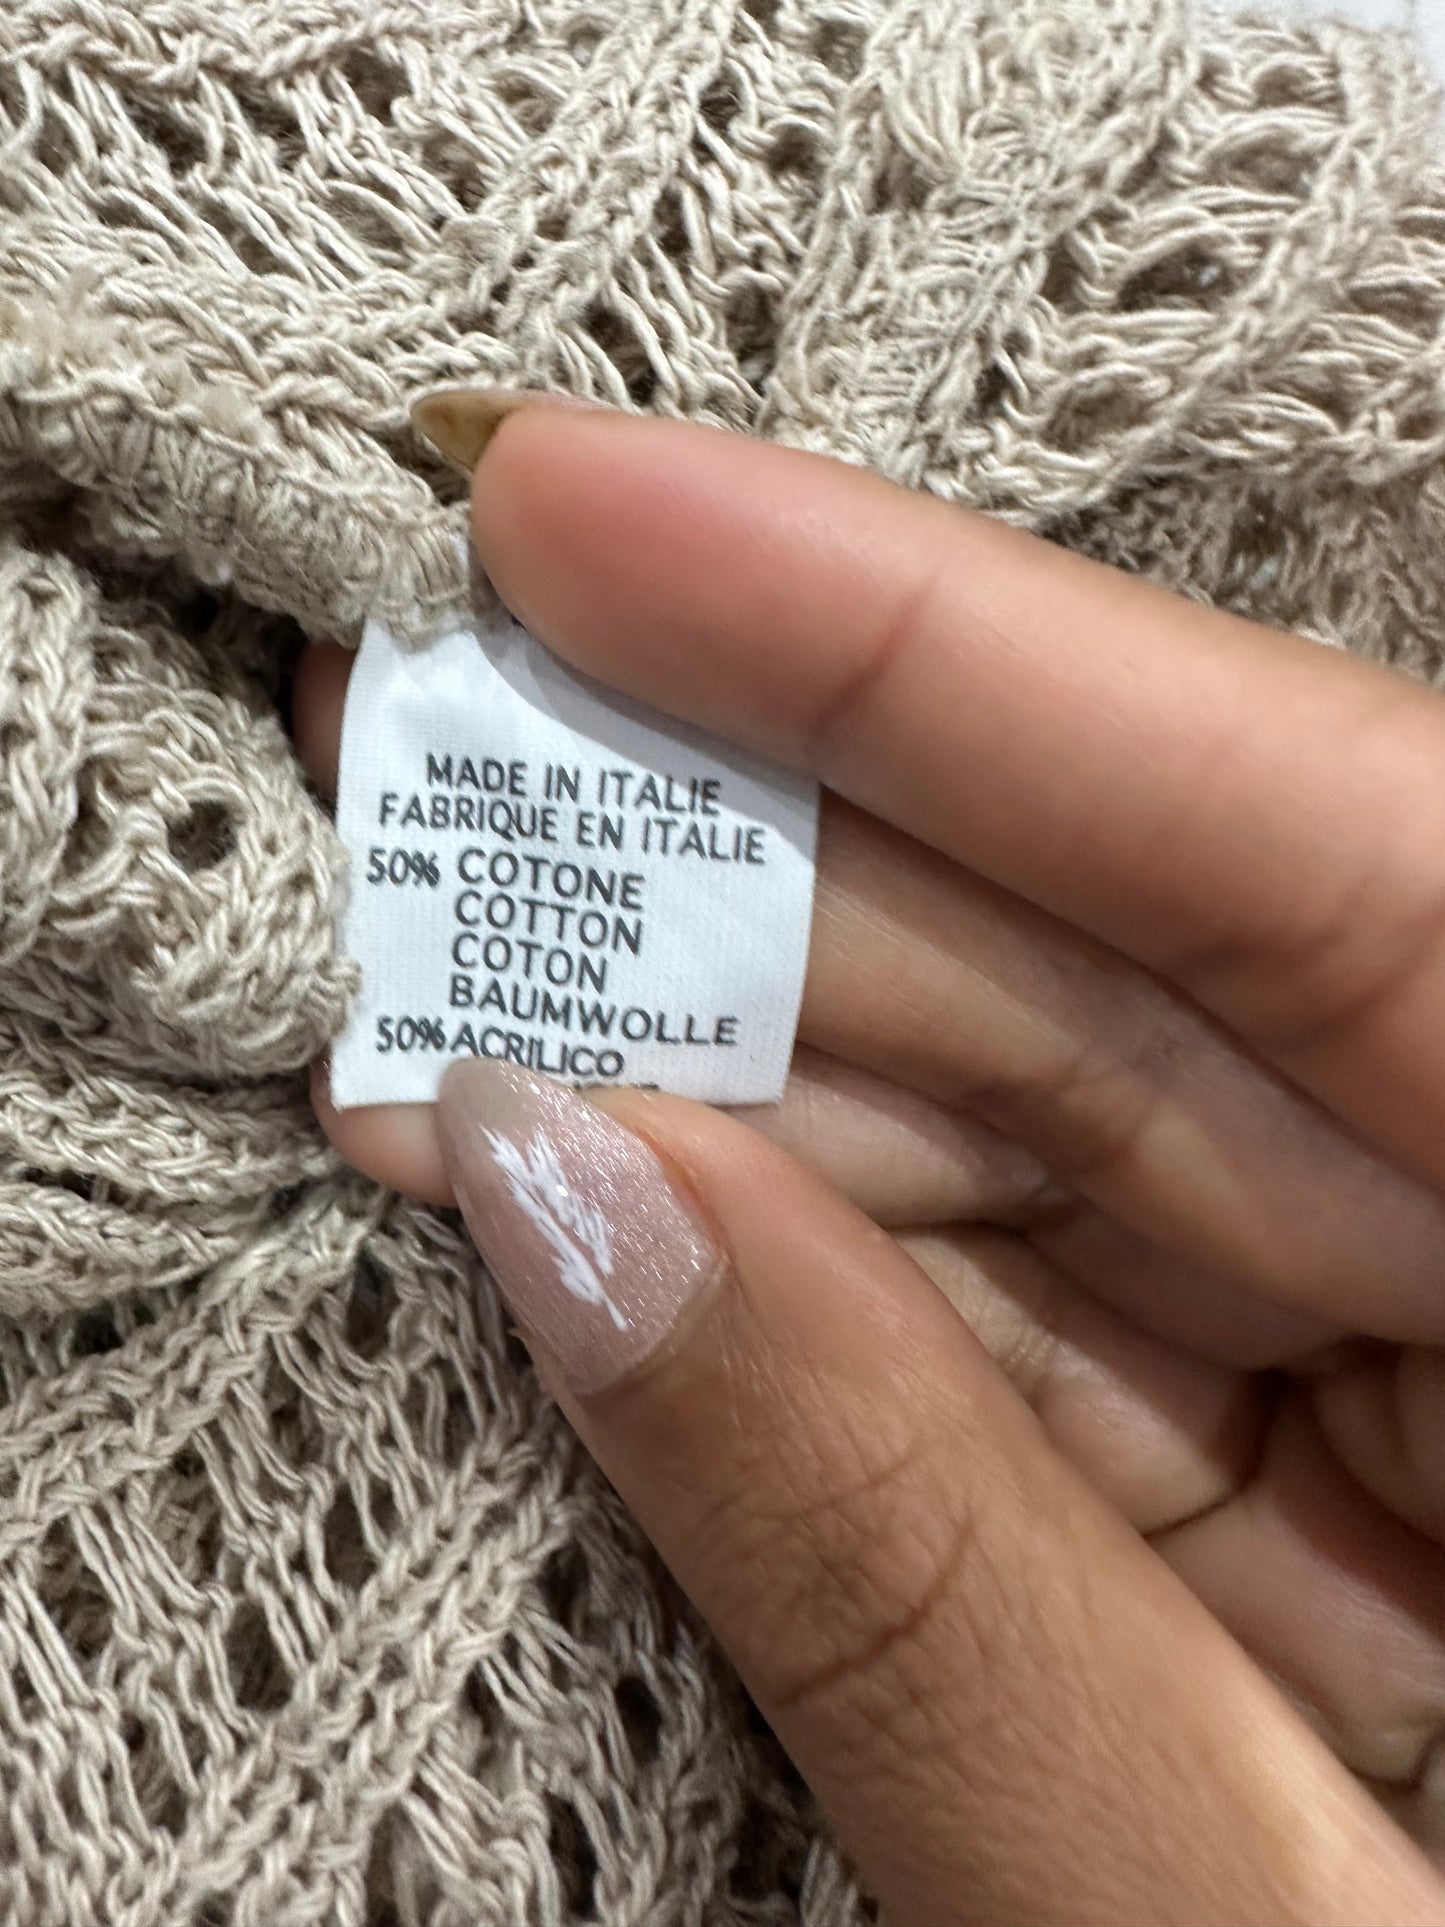 MADE IN ITALIE
FABRIQUE EN ITALIE
50% COTONE
COTTON
COTON
BAUMWOLLE
50% ACRILICO